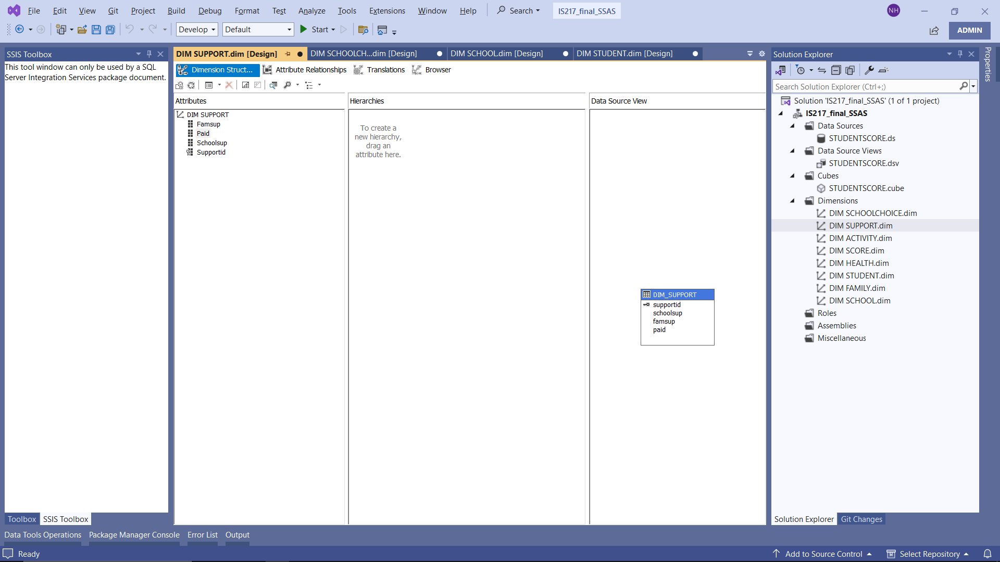 File Edit View Git Project Build Debug Format Test Analyze Tools Extensions Window Help Search IS217_final_SSAS NH
Develop Default Start ADMIN
SSIS Toolbox
This tool window can only be used by a SQL
Server Integration Services package document.
DIM SUPPORT.dim [Design] DIM SCHOOLCH...dim [Design] DIM SCHOOL.dim [Design] DIM STUDENT.dim [Design]
Dimension Struct... Attribute Relationships Translations Browser
Attributes
DIM SUPPORT
Famsup
Paid
Schoolsup
Supportid
Hierarchies
To create a
new hierarchy,
drag an
attribute here.
Data Source View
DIM_SUPPORT
supportid
schoolsup
famsup
paid
Solution Explorer
Search Solution Explorer (Ctrl+;)
Solution 'IS217_final_SSAS' (1 of 1 project)
IS217_final_SSAS
Data Sources
STUDENTSCORE.ds
Data Source Views
STUDENTSCORE.dsv
Cubes
STUDENTSCORE.cube
Dimensions
DIM SCHOOLCHOICE.dim
DIM SUPPORT.dim
DIM ACTIVITY.dim
DIM SCORE.dim
DIM HEALTH.dim
DIM STUDENT.dim
DIM FAMILY.dim
DIM SCHOOL.dim
Roles
Assemblies
Miscellaneous
Properties
Toolbox SSIS Toolbox
Solution Explorer Git Changes
Data Tools Operations Package Manager Console Error List Output
Ready Add to Source Control Select Repository